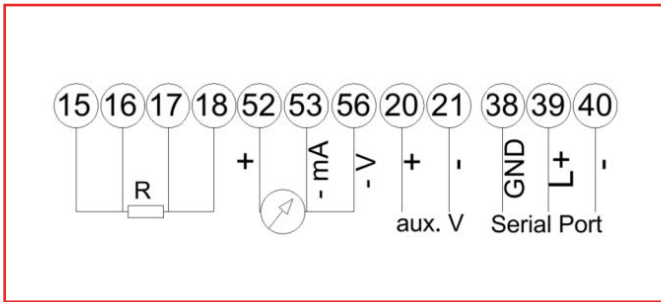 15 16 17 18 52 53 56 20 21 38 39 40
R + - mA - V + - GND L+ -
aux. V Serial Port